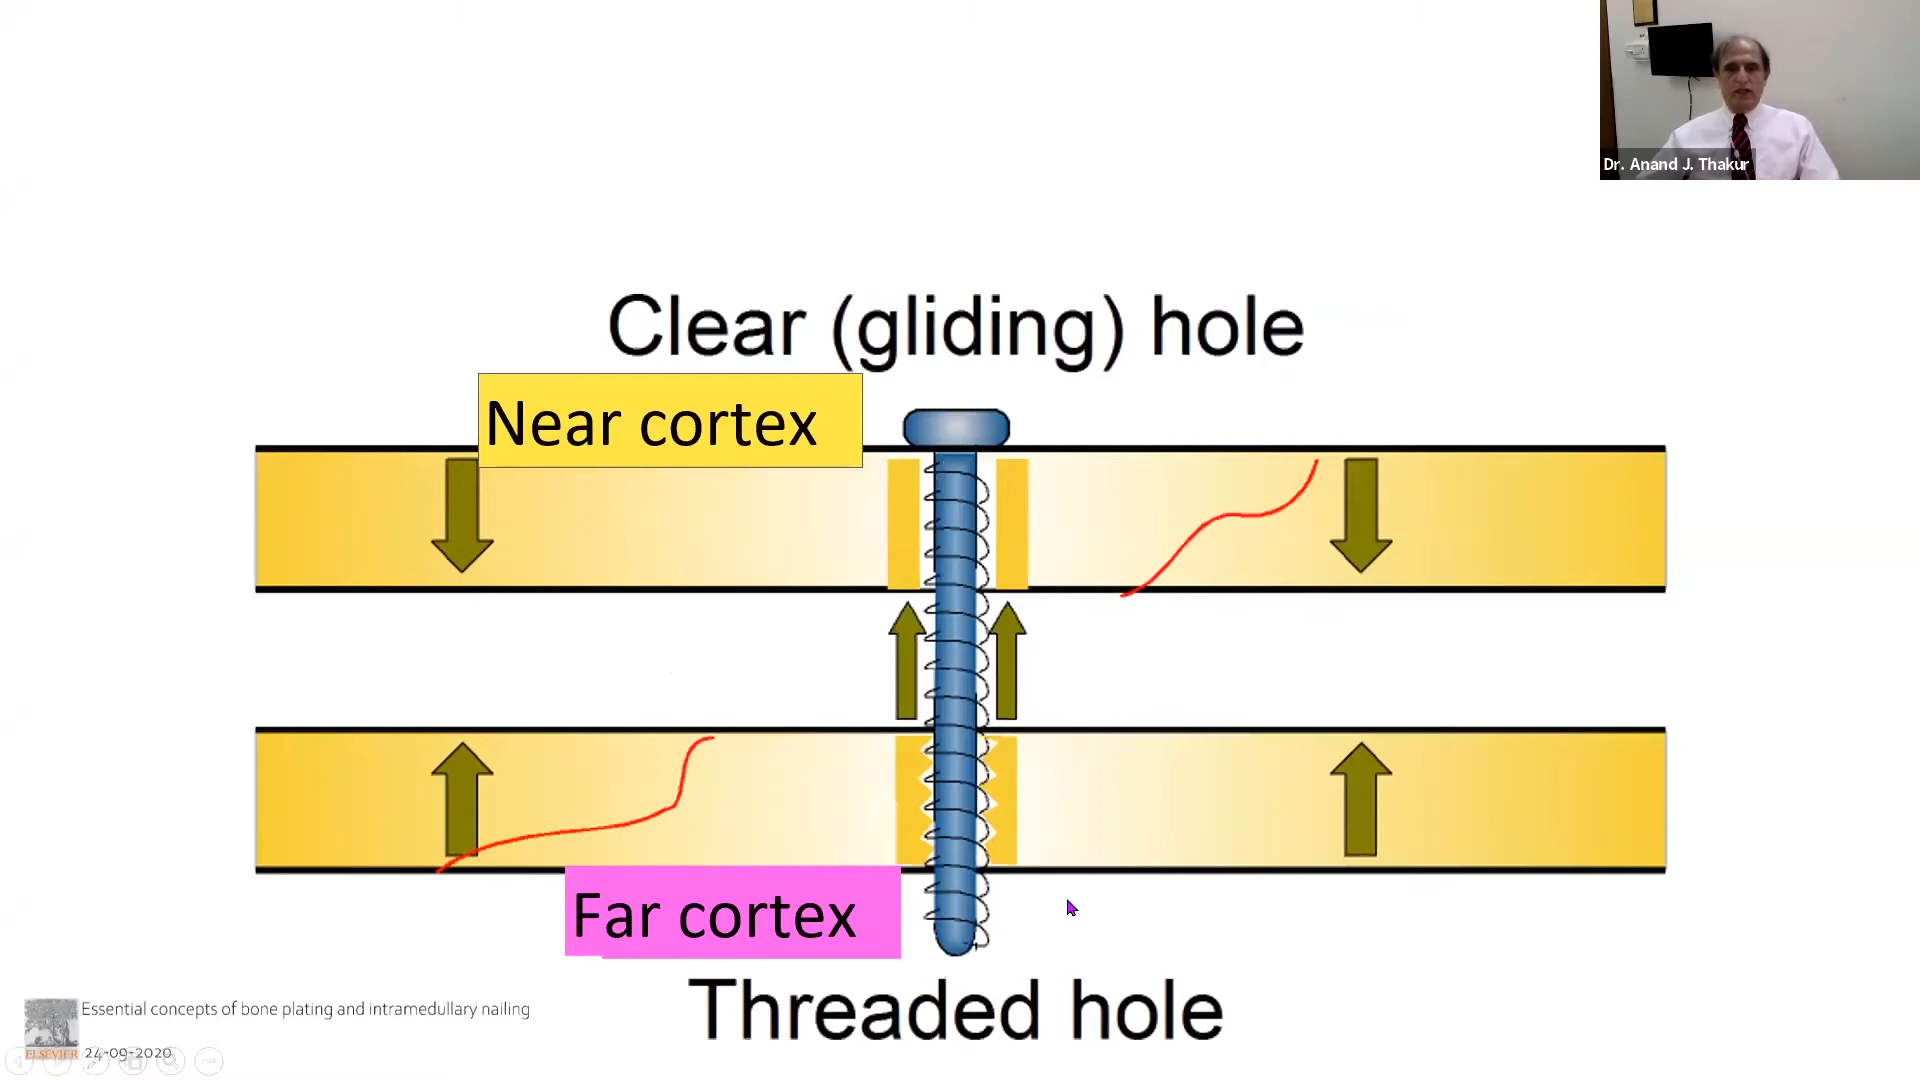 Dr. Anand J. Thakur
Clear (gliding) hole
Near cortex
Far cortex
Threaded hole
Essential concepts of bone plating and intramedullary nailing
ELSEVIER
24-09-2020